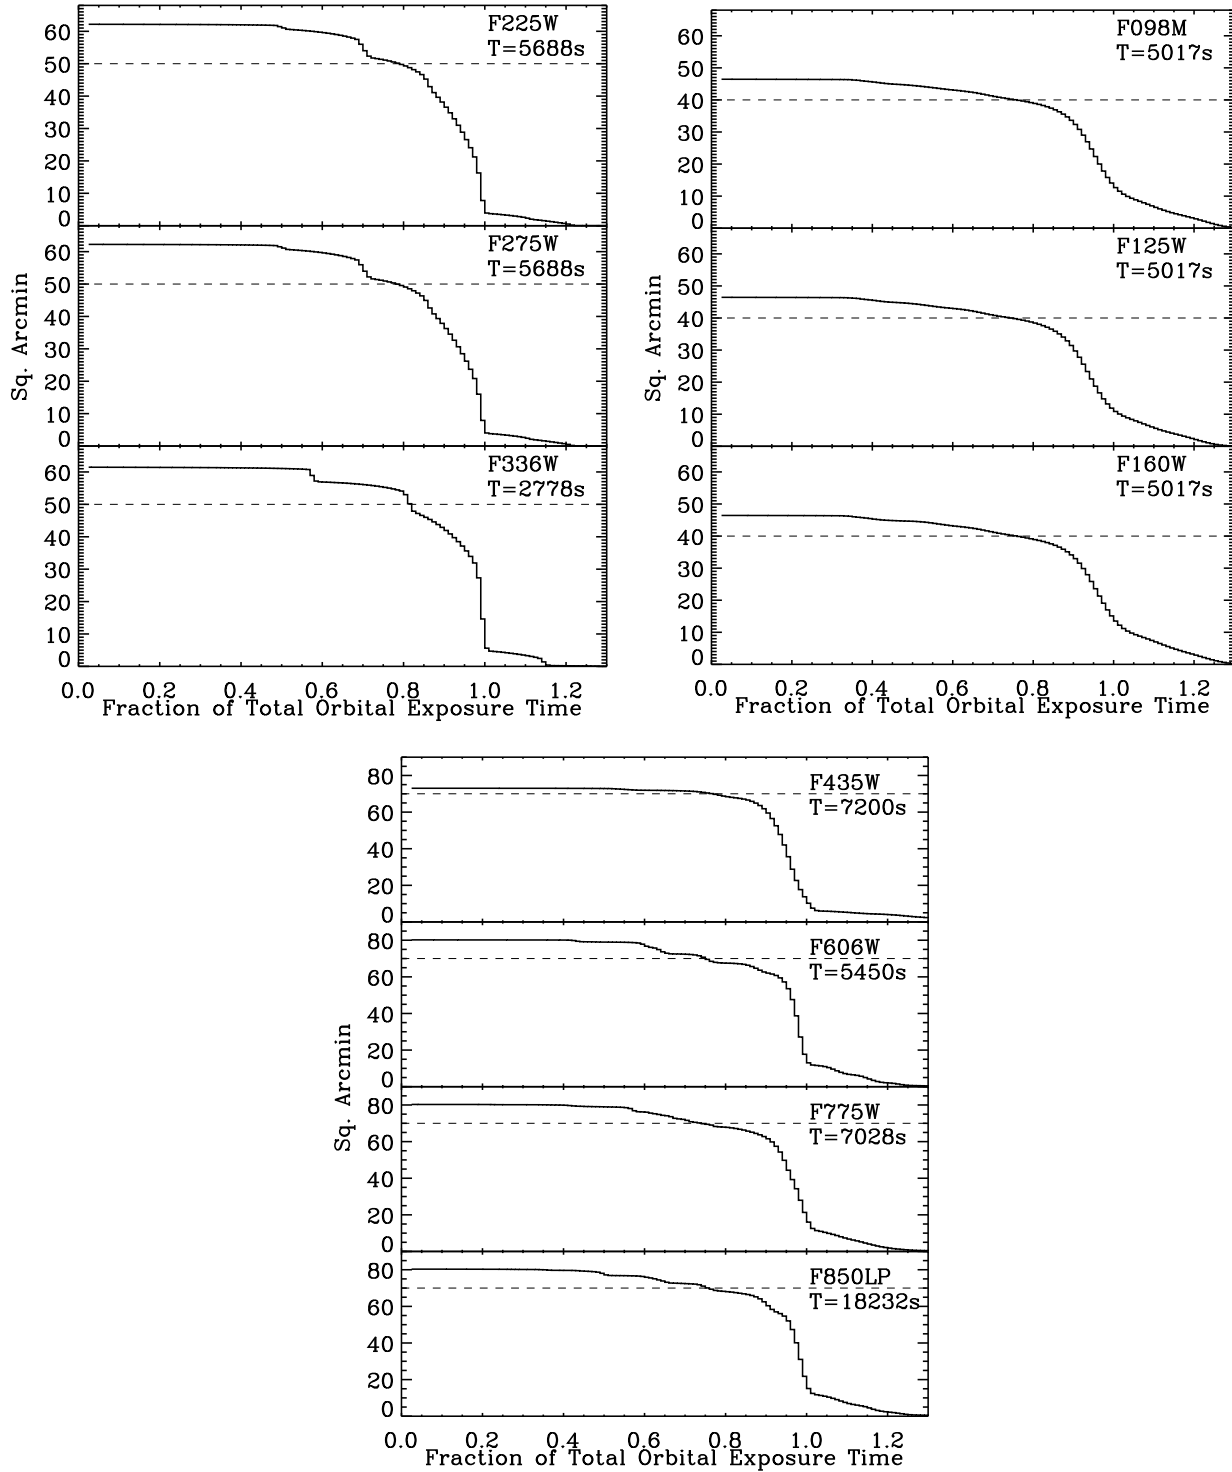 F225W
T=5688s
60
50
40
30
20
10
0
F275W
T=5688s
60
50
40
30
20
10
0
F336W
T=2778s
60
50
40
30
20
10
0
Sq. Arcmin
0.0 0.2 0.4 0.6 0.8 1.0 1.2
Fraction of Total Orbital Exposure Time
F098M
T=5017s
60
50
40
30
20
10
0
F125W
T=5017s
60
50
40
30
20
10
0
F160W
T=5017s
60
50
40
30
20
10
0
Sq. Arcmin
0.0 0.2 0.4 0.6 0.8 1.0 1.2
Fraction of Total Orbital Exposure Time
F435W
T=7200s
80
60
40
20
0
F606W
T=5450s
80
60
40
20
0
F775W
T=7028s
80
60
40
20
0
F850LP
T=18232s
80
60
40
20
0
Sq. Arcmin
0.0 0.2 0.4 0.6 0.8 1.0 1.2
Fraction of Total Orbital Exposure Time